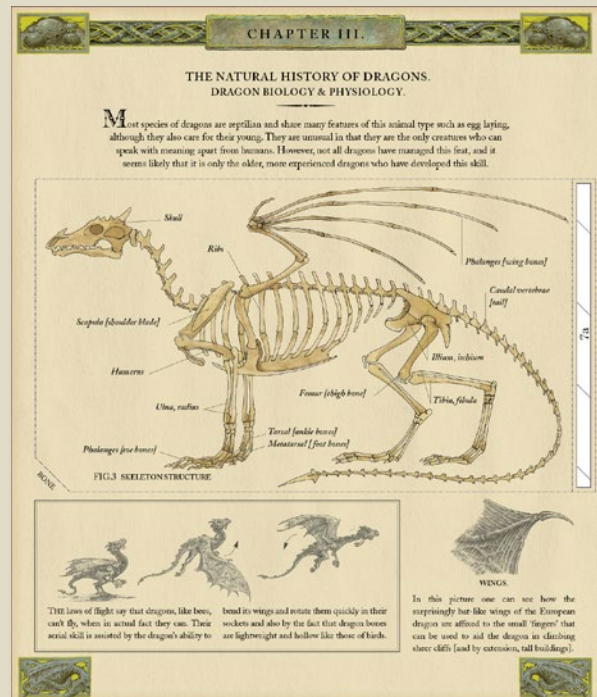 CHAPTER III.
THE NATURAL HISTORY OF DRAGONS.
DRAGON BIOLOGY & PHYSIOLOGY.
Most species of dragons are reptilian and share many features of this animal type such as egg laying,
although they also care for their young. They are unusual in that they are the only creatures who can
speak with meaning apart from humans. However, not all dragons have managed this feat, and it
seems likely that it is only the older, more experienced dragons who have developed this skill.
Skull
Ribs
Phalanges [wing bones]
Caudal vertebrae
[tail]
Scapula [shoulder blade]
7a
Humerus
Illium, ischium
Femur [thigh bone]
Tibia, fibula
Ulna, radius
Tarsal [ankle bones]
Metatarsal [ foot bones]
Phalanges [toe bones]
BONE
FIG.3 SKELETON STRUCTURE
THE laws of flight say that dragons, like bees,
can't fly, when in actual fact they can. Their
aerial skill is assisted by the dragon's ability to
bend its wings and rotate them quickly in their
sockets and also by the fact that dragon bones
are lightweight and hollow like those of birds.
WINGS.
In this picture one can see how the
surprisingly bat-like wings of the European
dragon are affixed to the small 'fingers' that
can be used to aid the dragon in climbing
sheer cliffs [and by extension, tall buildings].